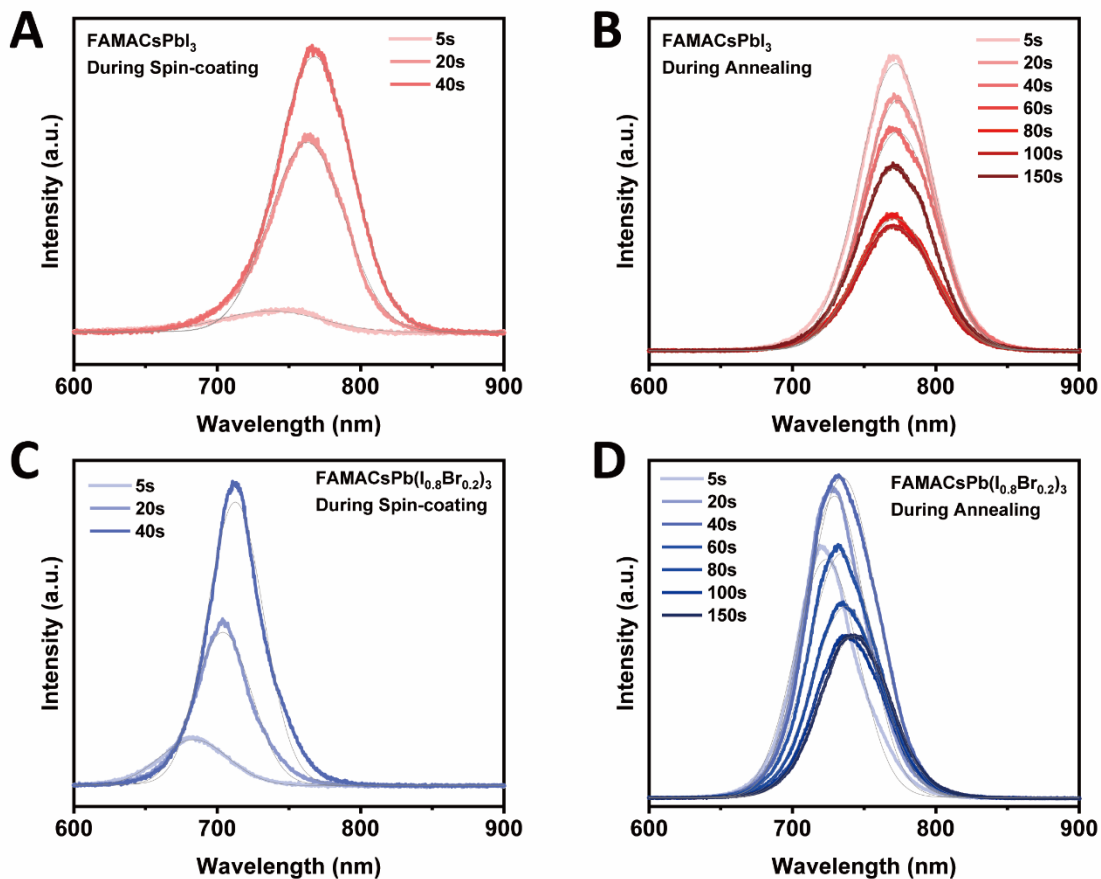 A
FAMACsPbI3
During Spin-coating
5s
20s
40s
Intensity (a.u.)
600
700
800
900
Wavelength (nm)
B
FAMACsPbI3
During Annealing
5s
20s
40s
60s
80s
100s
150s
Intensity (a.u.)
600
700
800
900
Wavelength (nm)
C
5s
20s
40s
FAMACsPb(I0.8Br0.2)3
During Spin-coating
Intensity (a.u.)
600
700
800
900
Wavelength (nm)
D
5s
20s
40s
60s
80s
100s
150s
FAMACsPb(I0.8Br0.2)3
During Annealing
Intensity (a.u.)
600
700
800
900
Wavelength (nm)